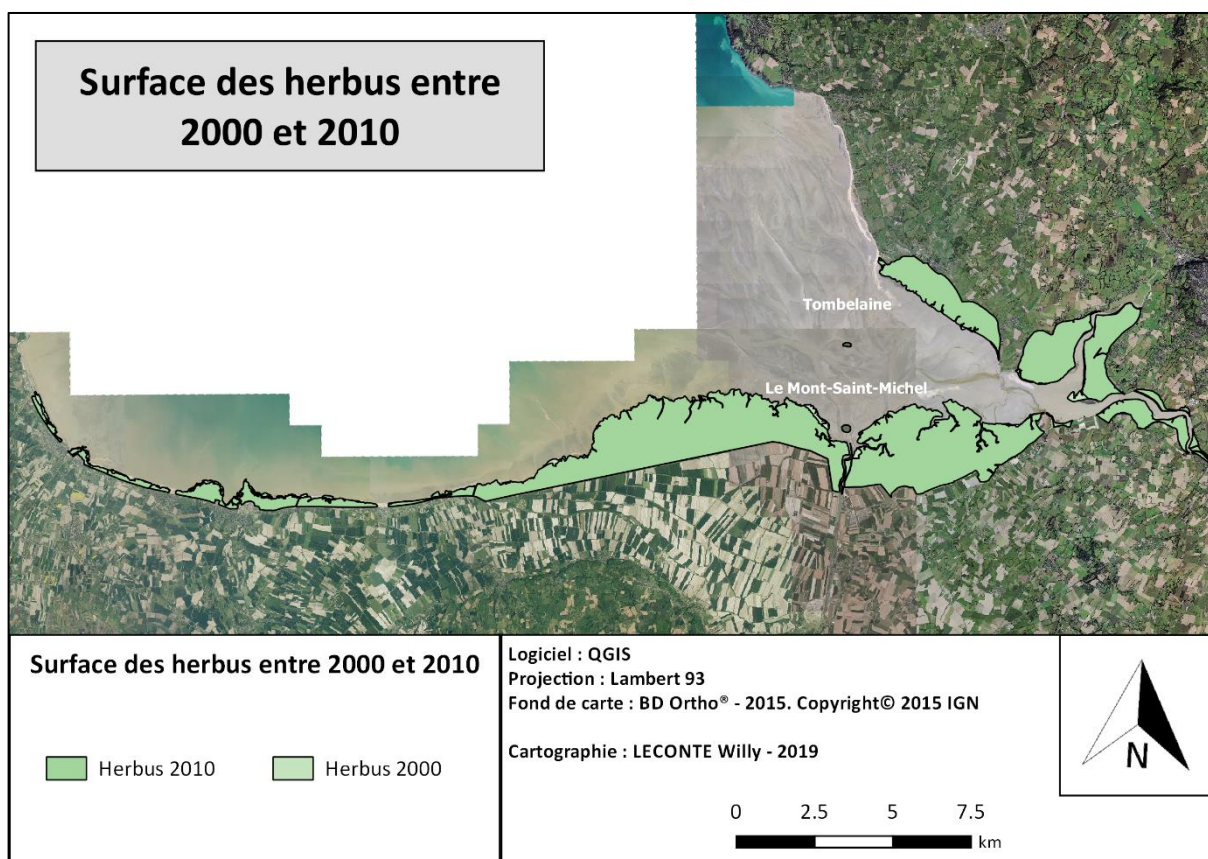 Surface des herbus entre
2000 et 2010
Tombelaine
Le Mont-Saint-Michel
Surface des herbus entre 2000 et 2010
Herbus 2010 Herbus 2000
Logiciel : QGIS
Projection : Lambert 93
Fond de carte : BD Ortho® - 2015. Copyright© 2015 IGN
Cartographie : LECONTE Willy - 2019
0 2.5 5 7.5
km
N